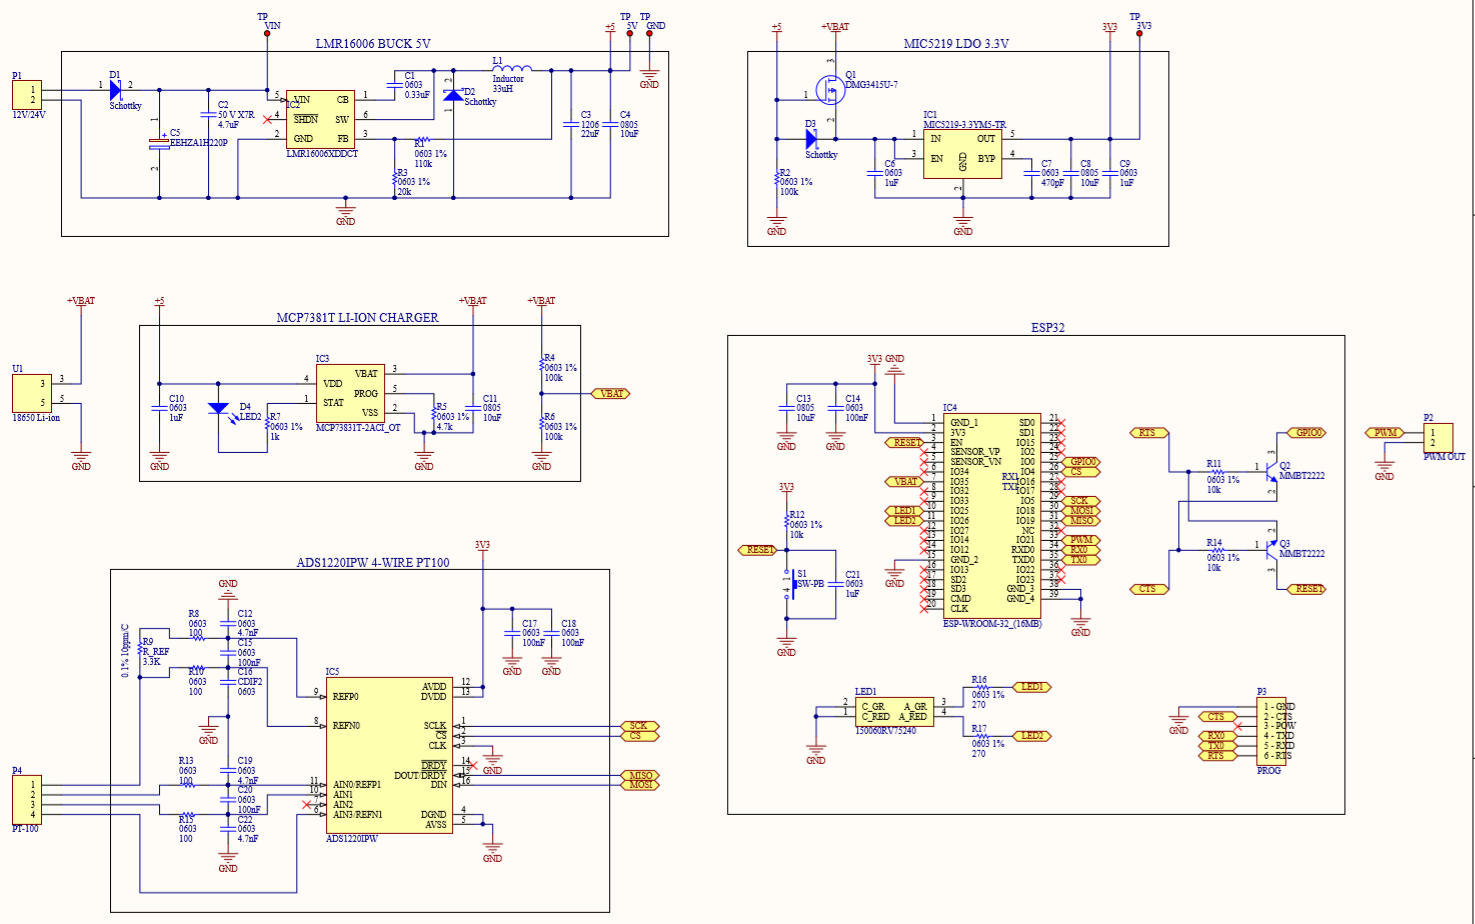 LMR16006 BUCK 5V
TP
VIN
+5
TP
5V
TP
GND
GND
P1
1
2
12V/24V
D1
1
2
Schottky
C5
EEHZA1H220P
+
1
2
C2
50 V X7R
4.7uF
IC2
5
VIN
4
SHDN
2
GND
CB
1
SW
6
FB
3
LMR16006XDDCT
C1
0603
0.33uF
R1
0603 1%
110k
R3
0603 1%
20k
D2
Schottky
2
1
L1
Inductor
33uH
C3
1206
22uF
C4
0805
10uF
GND
MIC5219 LDO 3.3V
+5
+VBAT
3V3
TP
3V3
Q1
DMG3415U-7
3
1
2
D3
1
2
Schottky
R2
0603 1%
100k
GND
IC1
MIC5219-3.3YM5-TR
1
IN
3
EN
OUT
5
BYP
4
GND
2
C6
0603
1uF
C7
0603
470pF
C8
0805
10uF
C9
0603
1uF
GND
MCP7381T LI-ION CHARGER
+VBAT
+5
+VBAT
+VBAT
U1
3
3
5
5
18650 Li-ion
GND
C10
0603
1uF
GND
D4
LED2
R7
0603 1%
1k
IC3
4
VDD
1
STAT
VBAT
3
PROG
5
VSS
2
MCP73831T-2ACI_OT
R5
0603 1%
4.7k
C11
0805
10uF
GND
R4
0603 1%
100k
R6
0603 1%
100k
VBAT
GND
ADS1220IPW 4-WIRE PT100
3V3
GND
0.1% 10ppm/C
R9
R_REF
3.3K
R8
0603
100
R10
0603
100
C12
0603
4.7nF
C15
0603
100nF
C16
CDIF2
0603
GND
R13
0603
100
R15
0603
100
C19
0603
4.7nF
C20
0603
100nF
C22
0603
4.7nF
GND
P4
1
2
3
4
PT-100
IC5
9
REFP0
8
REFN0
11
AIN0/REFP1
10
AIN1
7
AIN2
6
AIN3/REFN1
AVDD
12
DVDD
13
SCLK
1
CS
2
CLK
3
DRDY
14
DOUT/DRDY
15
DIN
16
DGND
4
AVSS
5
ADS1220IPW
C17
0603
100nF
C18
0603
100nF
GND
GND
GND
GND
SCK
CS
MISO
MOSI
ESP32
3V3
GND
C13
0805
10uF
C14
0603
100nF
GND
GND
3V3
R12
0603 1%
10k
RESET
S1
SW-PB
C21
0603
1uF
GND
IC4
1
GND_1
2
3V3
3
EN
4
SENSOR_VP
5
SENSOR_VN
6
IO34
7
IO35
8
IO32
9
IO33
10
IO25
11
IO26
12
IO27
13
IO14
14
IO12
15
GND_2
16
IO13
17
SD2
18
SD3
19
CMD
20
CLK
21
SD0
22
SD1
23
IO15
24
IO2
25
IO0
26
IO4
27
RX1
IO16
28
TX1
IO17
29
IO5
30
IO18
31
IO19
32
NC
33
IO21
34
RXD0
35
TXD0
36
IO22
37
IO23
38
GND_3
39
GND_4
ESP-WROOM-32_(16MB)
RESET
VBAT
LED1
LED2
GND
GPIO0
CS
SCK
MOSI
MISO
PWM
RX0
TX0
GND
RTS
CTS
R11
0603 1%
10k
R14
0603 1%
10k
Q2
MMBT2222
1
3
2
Q3
MMBT2222
1
2
3
GPIO0
RESET
PWM
P2
1
2
PWM OUT
GND
LED1
2
C_GR
1
C_RED
A_GR
3
A_RED
4
150060RV75240
GND
R16
0603 1%
270
R17
0603 1%
270
LED1
LED2
P3
1 - GND
2 - CTS
3 - POW
4 - TXD
5 - RXD
6 - RTS
PROG
GND
CTS
RX0
TX0
RTS